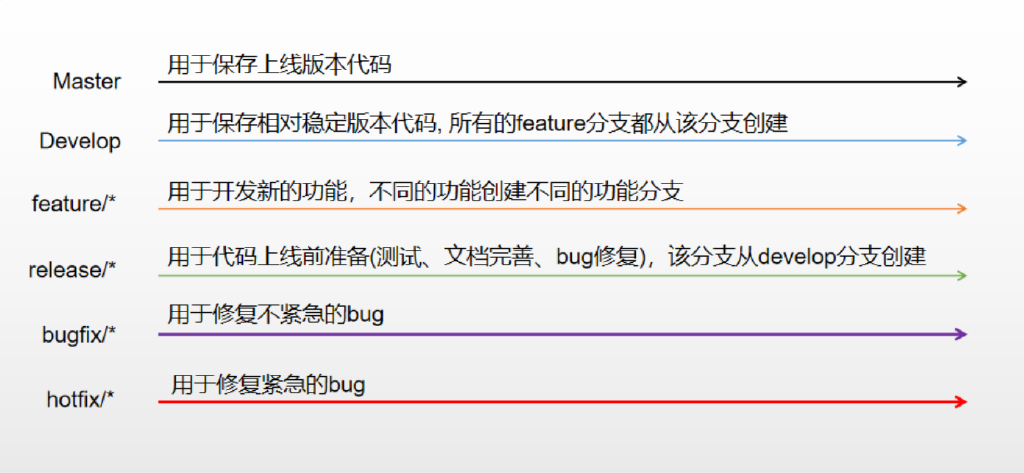 用于保存上线版本代码
Master
用于保存相对稳定版本代码, 所有的feature分支都从该分支创建
Develop
用于开发新的功能，不同的功能创建不同的功能分支
feature/*
用于代码上线前准备(测试、文档完善、bug修复)，该分支从develop分支创建
release/*
用于修复不紧急的bug
bugfix/*
用于修复紧急的bug
hotfix/*